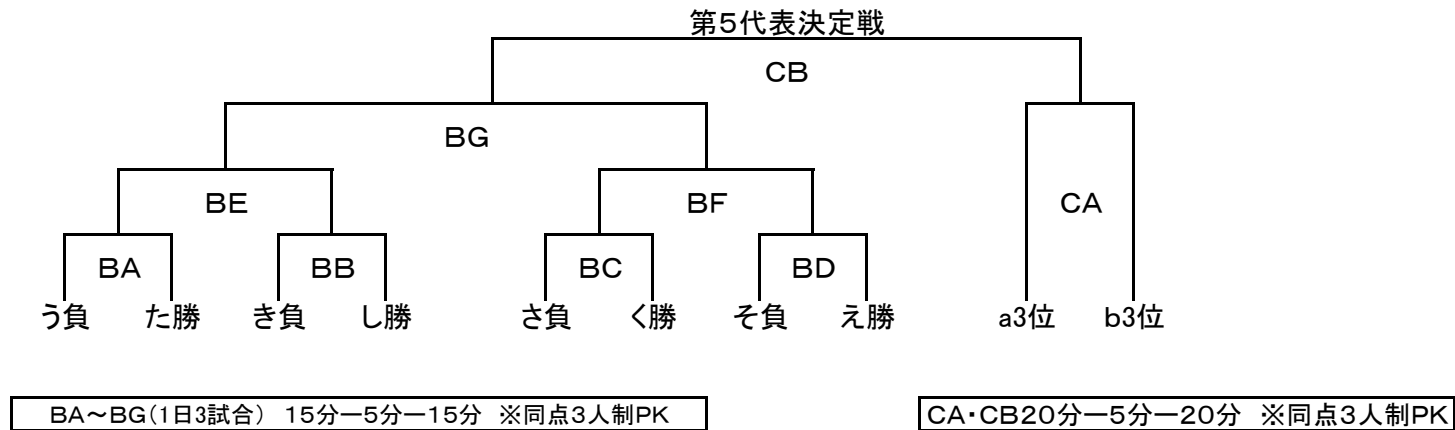 第5代表決定戦
CB
BG
BE BF CA
BA BB BC BD
う負 た勝 き負 し勝 さ負 く勝 そ負 え勝 a3位 b3位
BA～BG(1日3試合) 15分ー5分ー15分 ※同点3人制PK
CA・CB20分ー5分ー20分 ※同点3人制PK